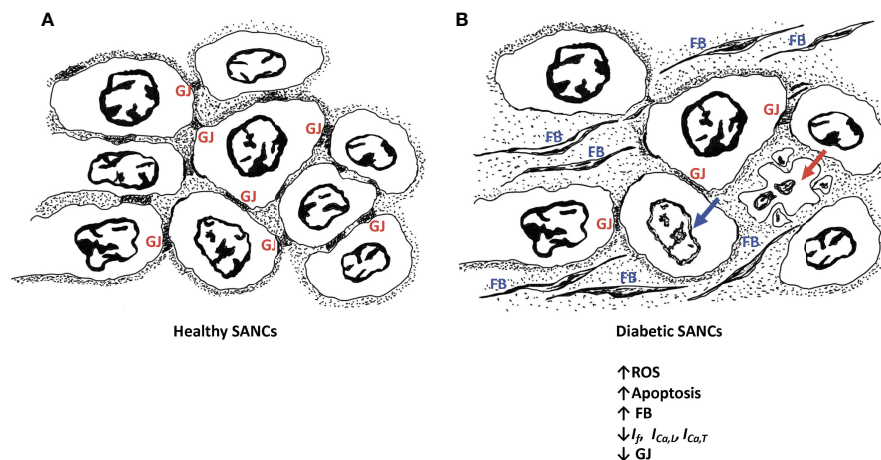 A
GJ
GJ
GJ
GJ
GJ
GJ
GJ
Healthy SANCs
B
FB
FB
GJ
FB
FB
GJ
GJ
FB
FB
FB
Diabetic SANCs
↑ROS
↑Apoptosis
↑ FB
↓If, ICa,L, ICa,T
↓ GJ